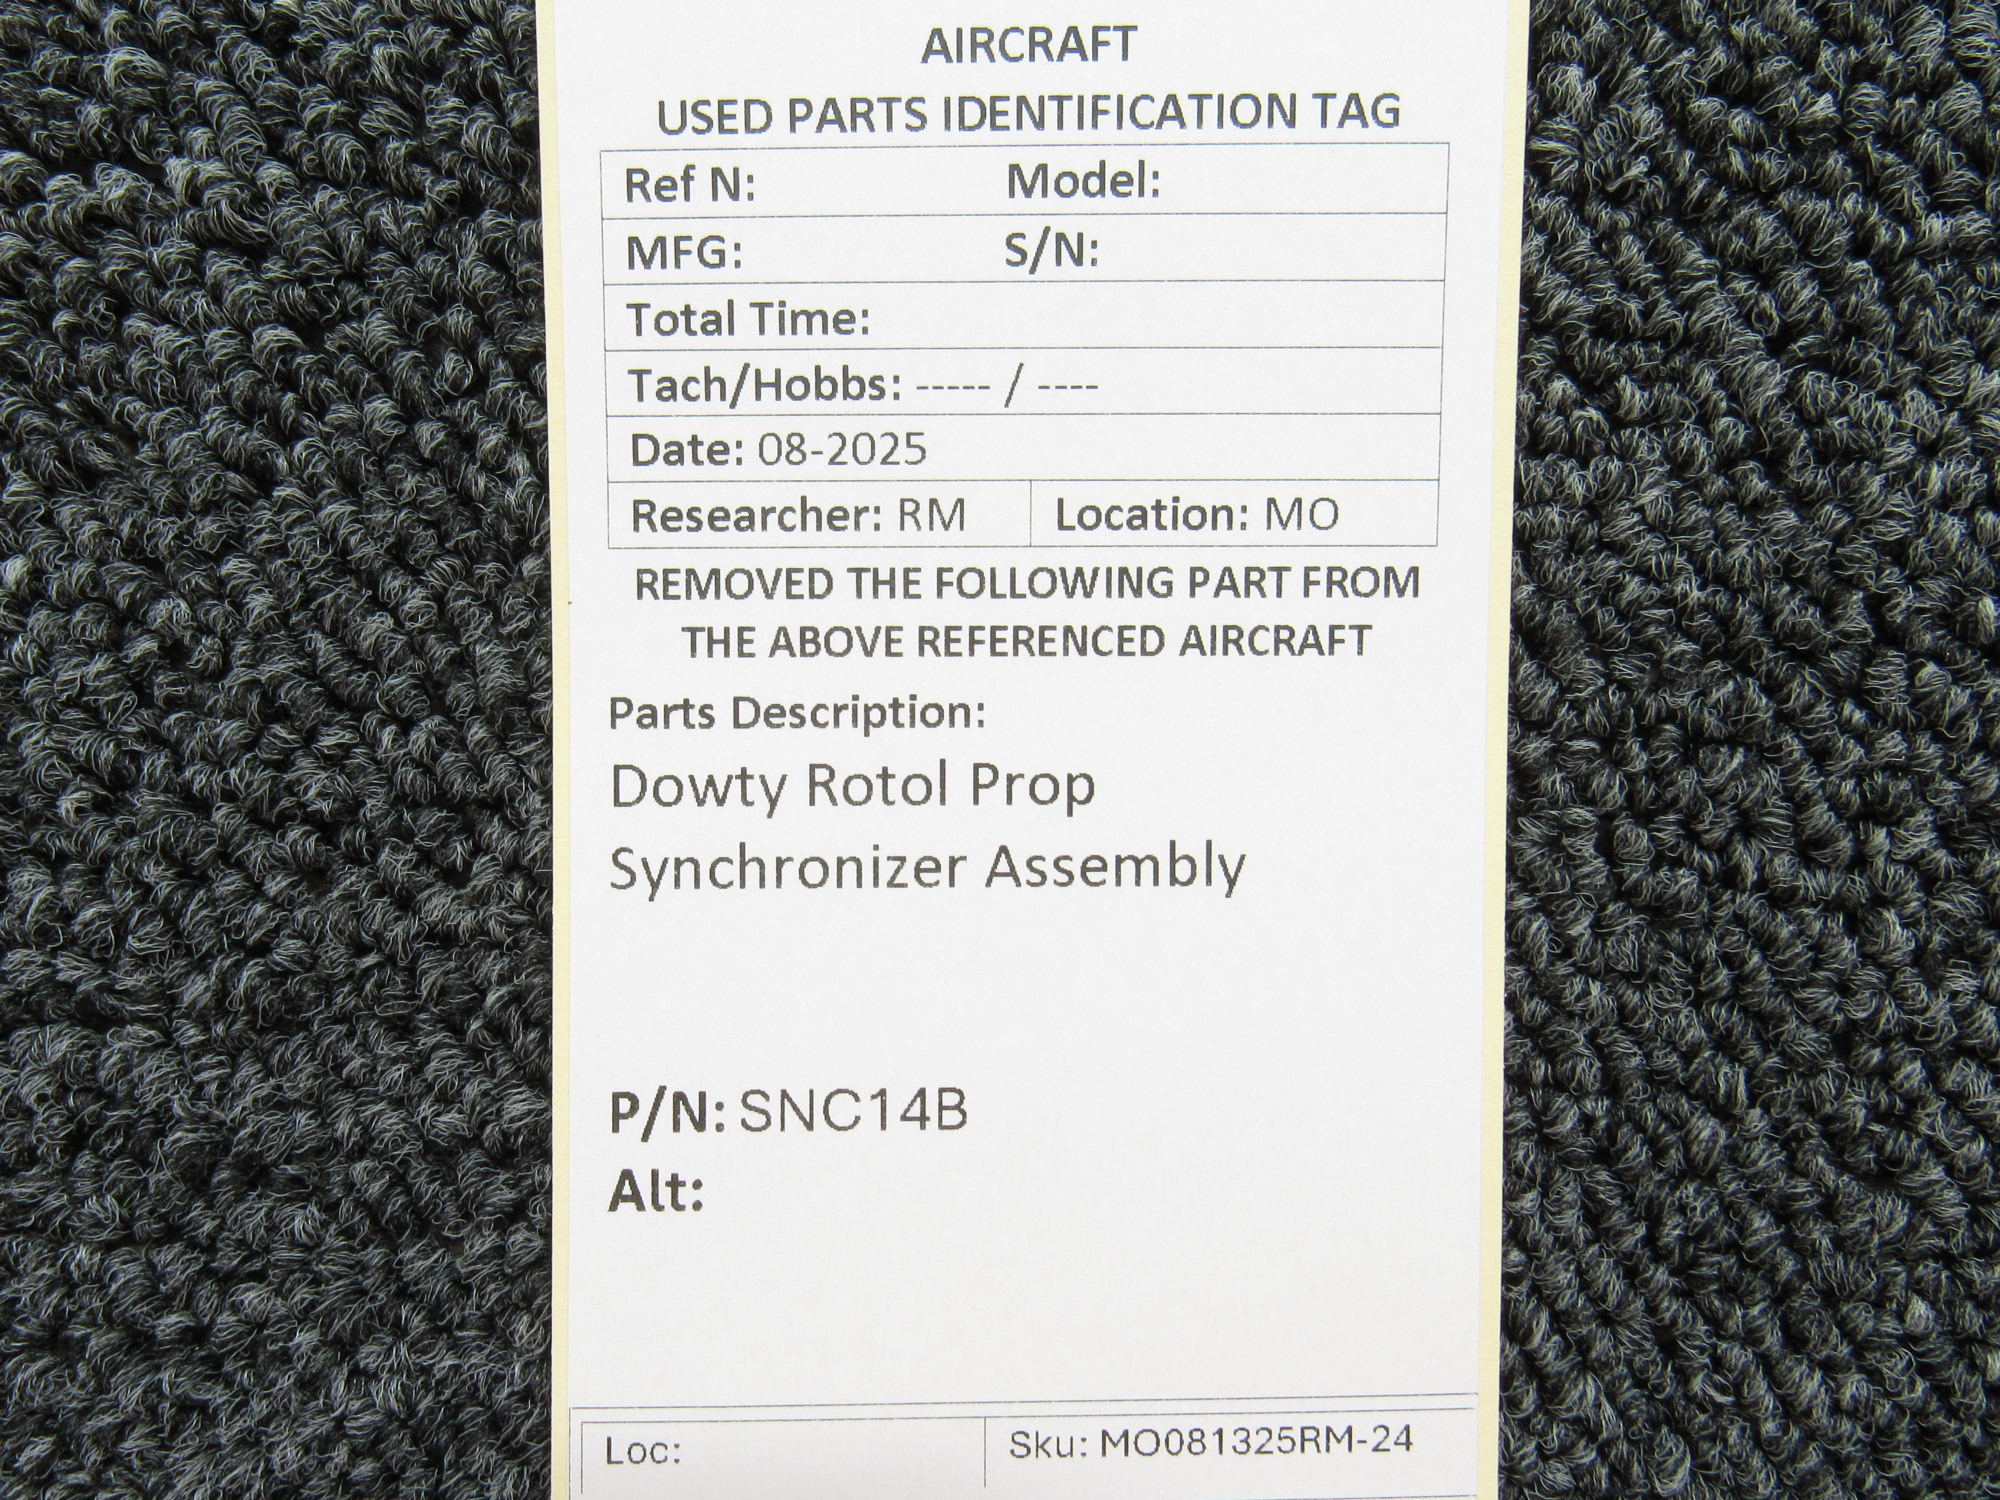 AIRCRAFT
USED PARTS IDENTIFICATION TAG
Ref N: Model:
MFG: S/N:
Total Time:
Tach/Hobbs: ----- / ----
Date: 08-2025
Researcher: RM Location: MO
REMOVED THE FOLLOWING PART FROM
THE ABOVE REFERENCED AIRCRAFT
Parts Description:
Dowty Rotol Prop
Synchronizer Assembly
P/N: SNC14B
Alt:
Loc: Sku: MO081325RM-24